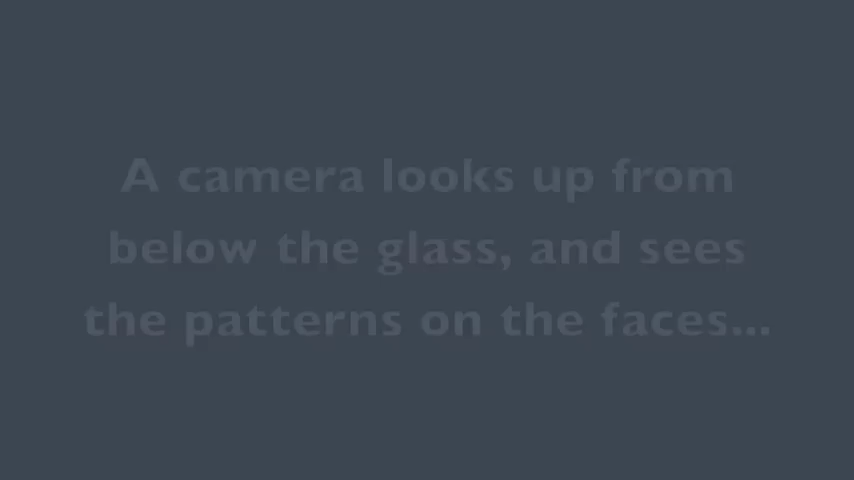 A camera looks up from
below the glass, and sees
the patterns on the faces...